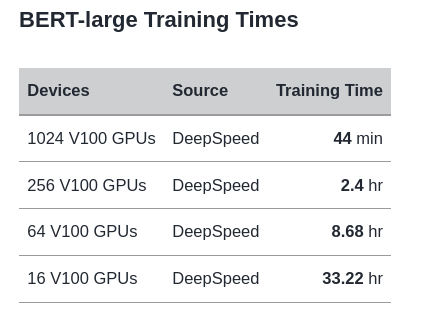 BERT-large Training Times
Devices Source Training Time
1024 V100 GPUs DeepSpeed 44 min
256 V100 GPUs DeepSpeed 2.4 hr
64 V100 GPUs DeepSpeed 8.68 hr
16 V100 GPUs DeepSpeed 33.22 hr